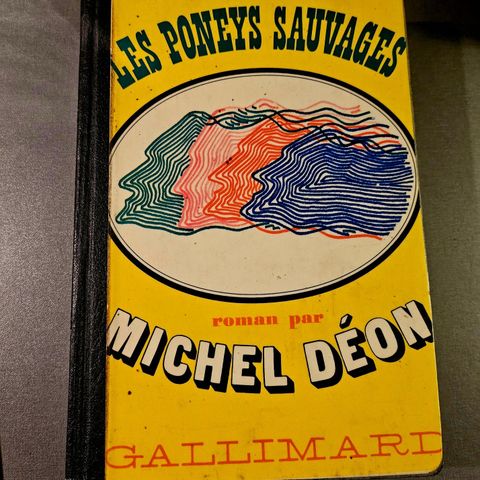 LES PONEYS SAUVAGES
roman par
MICHEL DÉON
GALLIMARD